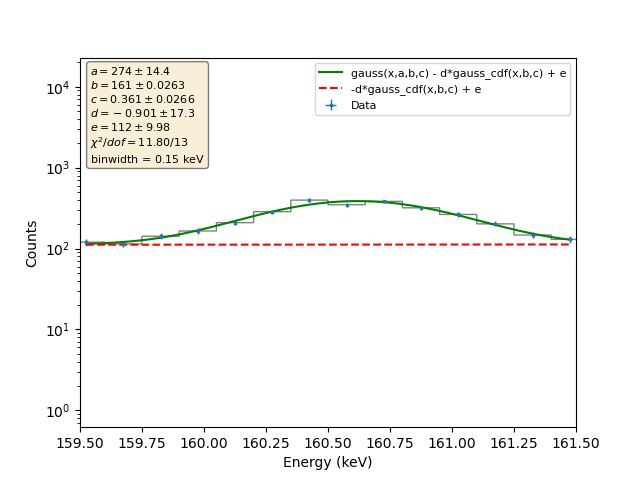 a = 274 ± 14.4
b = 161 ± 0.0263
c = 0.361 ± 0.0266
d = − 0.901 ± 17.3
e = 112 ± 9.98
χ²/dof = 11.80/13
binwidth = 0.15 keV
gauss(x,a,b,c) - d*gauss_cdf(x,b,c) + e
-d*gauss_cdf(x,b,c) + e
Data
Counts
10⁴
10³
10²
10¹
10⁰
159.50 159.75 160.00 160.25 160.50 160.75 161.00 161.25 161.50
Energy (keV)